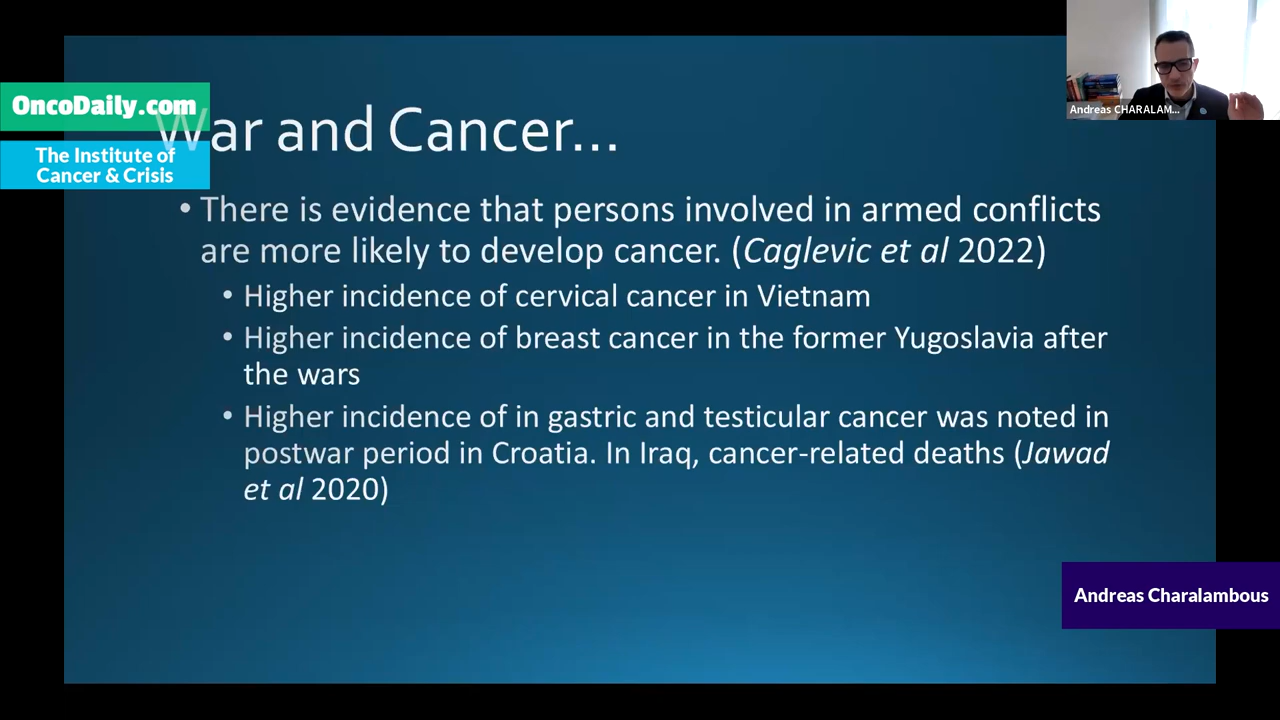 OncoDaily.com
The Institute of
Cancer & Crisis
War and Cancer...
• There is evidence that persons involved in armed conflicts
are more likely to develop cancer. (Caglevic et al 2022)
• Higher incidence of cervical cancer in Vietnam
• Higher incidence of breast cancer in the former Yugoslavia after
the wars
• Higher incidence of in gastric and testicular cancer was noted in
postwar period in Croatia. In Iraq, cancer-related deaths (Jawad
et al 2020)
Andreas CHARALAM...
Andreas Charalambous